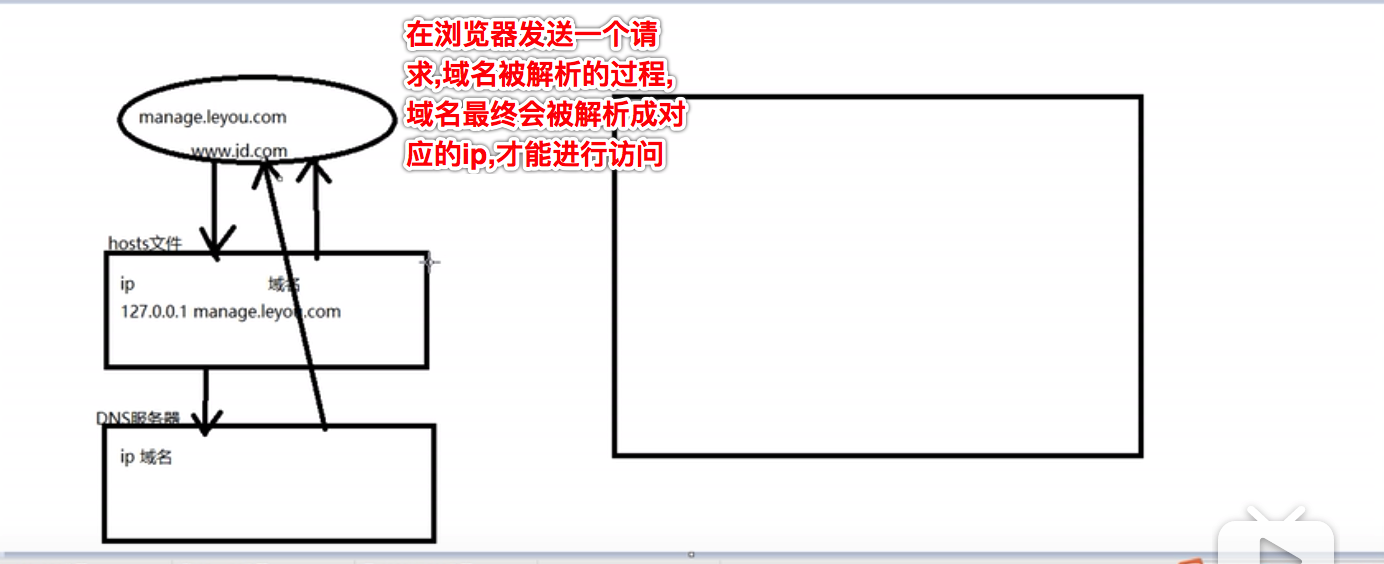 在浏览器发送一个请
求,域名被解析的过程,
域名最终会被解析成对
应的ip,才能进行访问
manage.leyou.com
www.jd.com
hosts文件
ip 域名
127.0.0.1 manage.leyou.com
DNS服务器
ip 域名